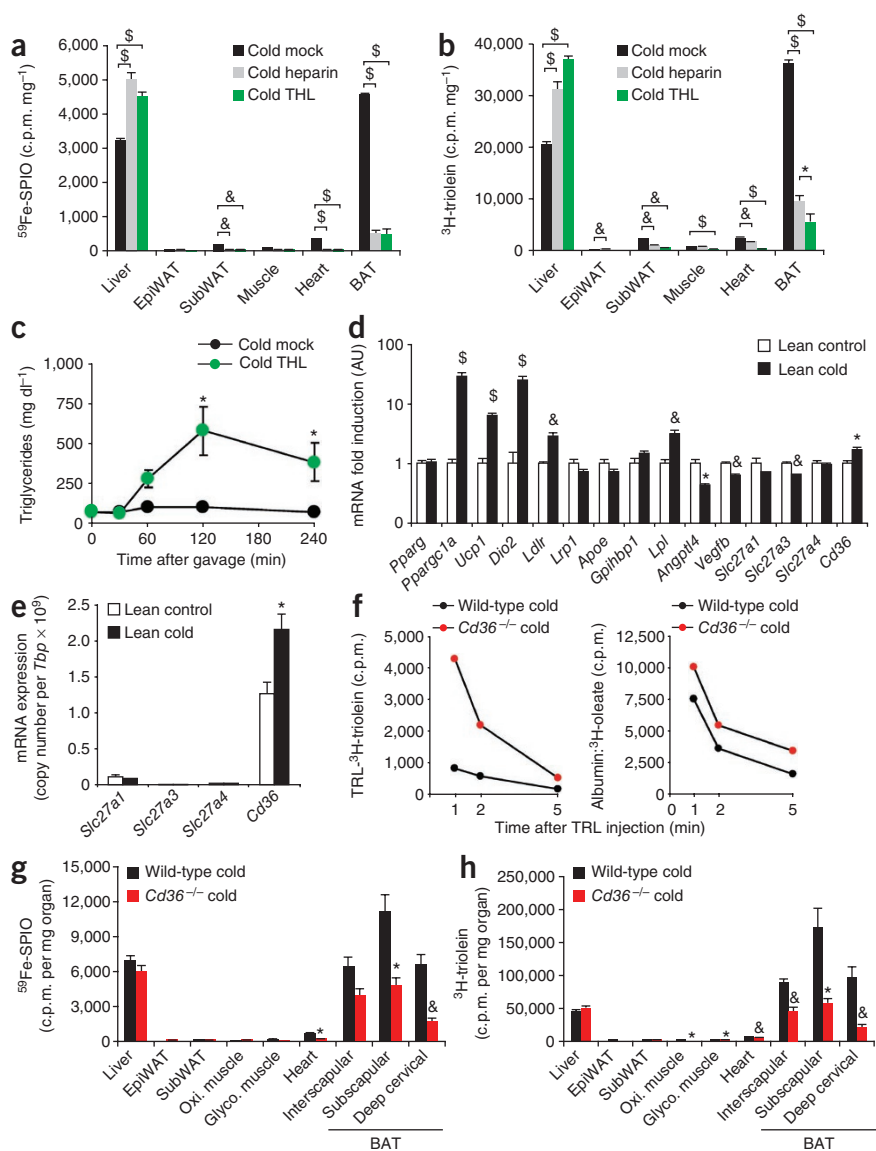 a
6,000
5,000
4,000
3,000
2,000
1,000
0
⁵⁹Fe-SPIO (c.p.m. mg⁻¹)
Cold mock
Cold heparin
Cold THL
$
$
&
&
$
$
$
$
Liver
EpiWAT
SubWAT
Muscle
Heart
BAT
b
40,000
30,000
20,000
10,000
0
³H-triolein (c.p.m. mg⁻¹)
Cold mock
Cold heparin
Cold THL
$
$
&
&
&
$
$
&
$
$
*
Liver
EpiWAT
SubWAT
Muscle
Heart
BAT
c
Cold mock
Cold THL
1,000
750
500
250
0
Triglycerides (mg dl⁻¹)
*
*
0
60
120
180
240
Time after gavage (min)
d
100
10
1
0
mRNA fold induction (AU)
Lean control
Lean cold
$
$
$
&
&
*
&
&
*
Pparg
Ppargc1a
Ucp1
Dio2
Ldlr
Lrp1
Apoe
Gpihbp1
Lpl
Angptl4
Vegfb
Slc27a1
Slc27a3
Slc27a4
Cd36
e
2.5
2.0
1.5
1.0
0.5
0
mRNA expression
(copy number per Tbp × 10⁹)
Lean control
Lean cold
*
Slc27a1
Slc27a3
Slc27a4
Cd36
f
Wild-type cold
Cd36⁻/⁻ cold
5,000
4,000
3,000
2,000
1,000
0
TRL-³H-triolein (c.p.m.)
1
2
5
Wild-type cold
Cd36⁻/⁻ cold
12,500
10,000
7,500
5,000
2,500
0
Albumin:³H-oleate (c.p.m.)
0
1
2
5
Time after TRL injection (min)
g
15,000
12,000
9,000
6,000
3,000
0
⁵⁹Fe-SPIO
(c.p.m. per mg organ)
Wild-type cold
Cd36⁻/⁻ cold
*
*
&
Liver
EpiWAT
SubWAT
Oxi. muscle
Glyco. muscle
Heart
Interscapular
Subscapular
Deep cervical
BAT
h
250,000
200,000
150,000
100,000
50,000
0
³H-triolein
(c.p.m. per mg organ)
Wild-type cold
Cd36⁻/⁻ cold
*
*
&
&
*
&
Liver
EpiWAT
SubWAT
Oxi. muscle
Glyco. muscle
Heart
Interscapular
Subscapular
Deep cervical
BAT